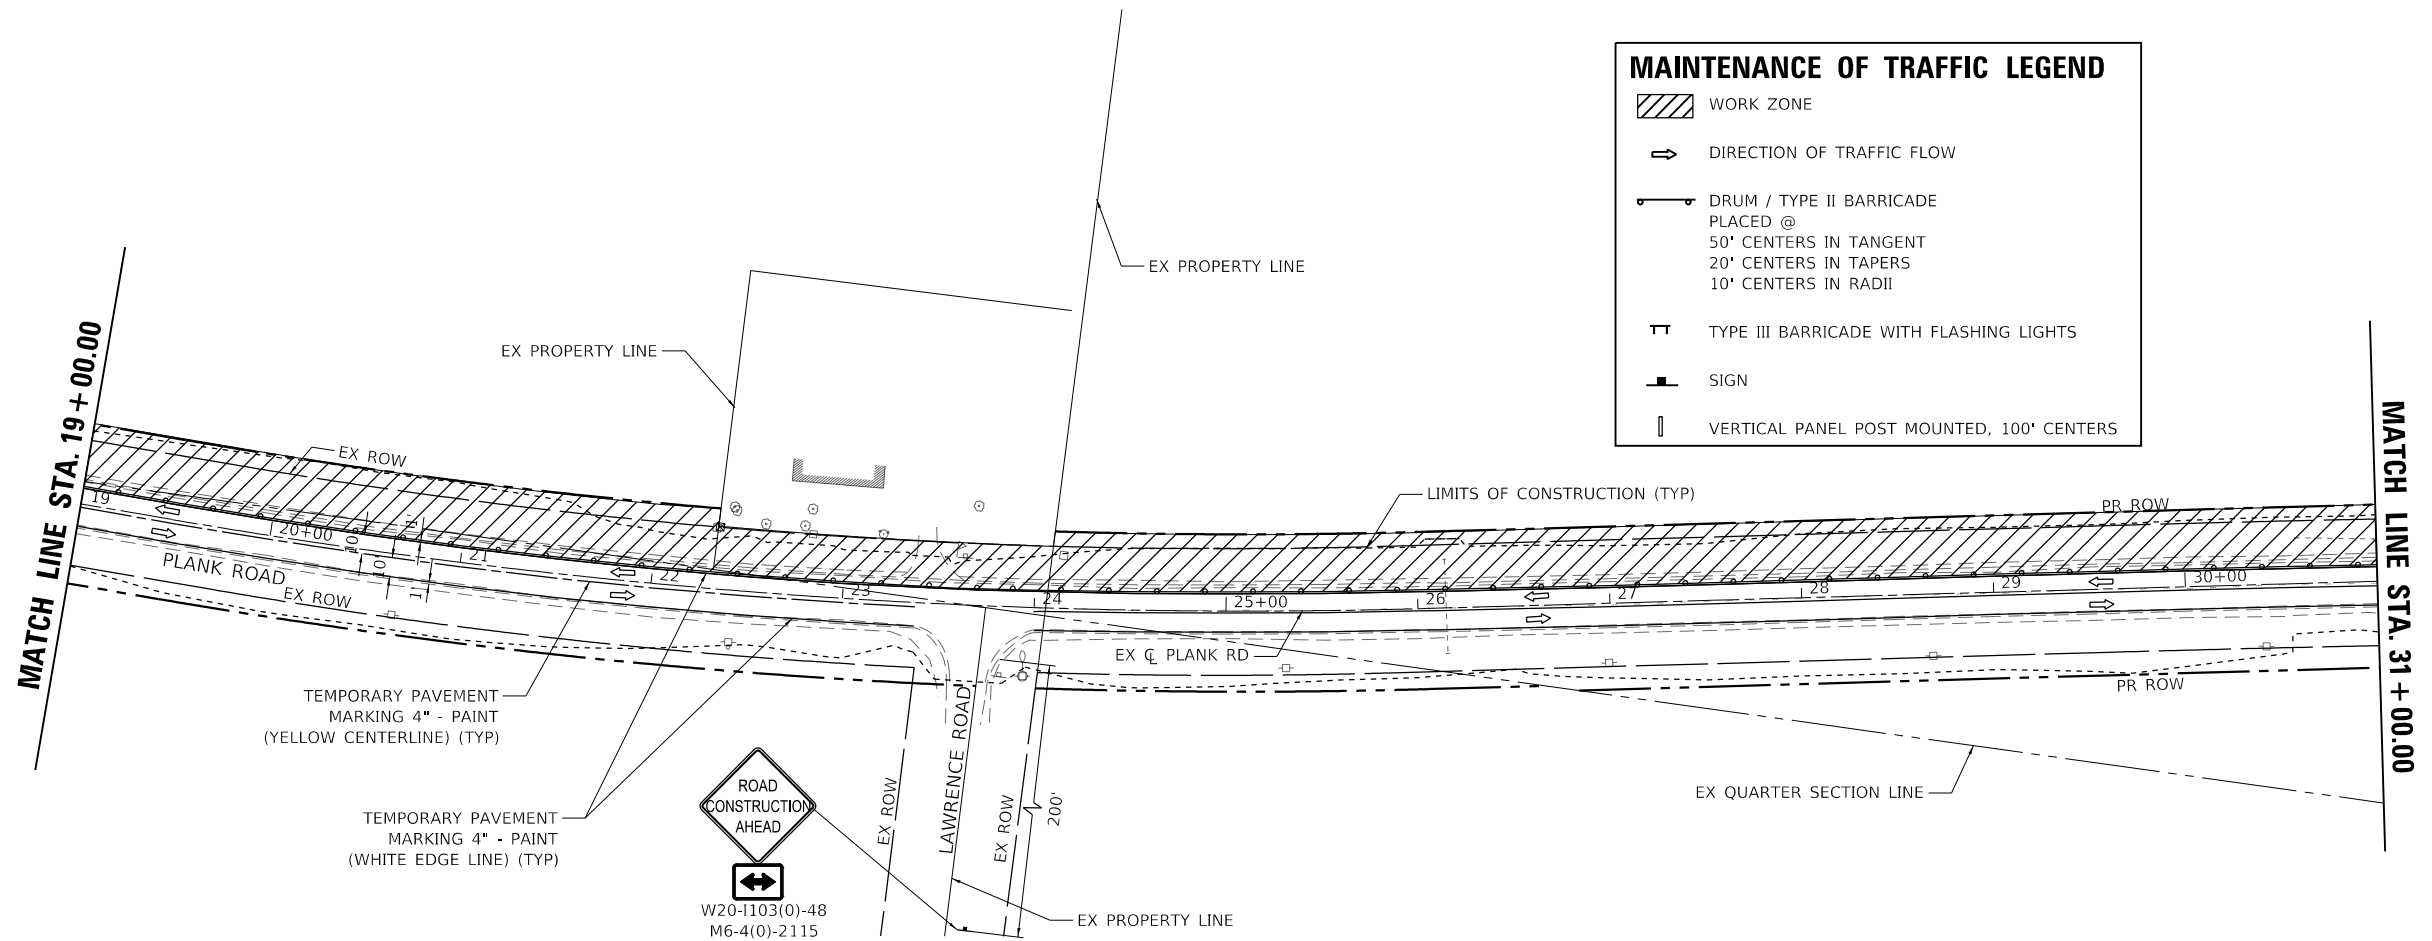 MAINTENANCE OF TRAFFIC LEGEND
WORK ZONE
DIRECTION OF TRAFFIC FLOW
DRUM / TYPE II BARRICADE
PLACED @
50' CENTERS IN TANGENT
20' CENTERS IN TAPERS
10' CENTERS IN RADII
TYPE III BARRICADE WITH FLASHING LIGHTS
SIGN
VERTICAL PANEL POST MOUNTED, 100' CENTERS
EX PROPERTY LINE
EX PROPERTY LINE
MATCH LINE STA. 19+00.00
EX ROW
LIMITS OF CONSTRUCTION (TYP)
PR ROW
MATCH LINE STA. 31+00.00
19
20+00
21
22
23
24
25+00
26
27
28
29
30+00
10'
1'
10'
1'
PLANK ROAD
EX ROW
EX ℄ PLANK RD
PR ROW
TEMPORARY PAVEMENT
MARKING 4" - PAINT
(YELLOW CENTERLINE) (TYP)
TEMPORARY PAVEMENT
MARKING 4" - PAINT
(WHITE EDGE LINE) (TYP)
ROAD
CONSTRUCTION
AHEAD
W20-I103(0)-48
M6-4(0)-2115
EX ROW
LAWRENCE ROAD
EX ROW
200'
EX PROPERTY LINE
EX QUARTER SECTION LINE